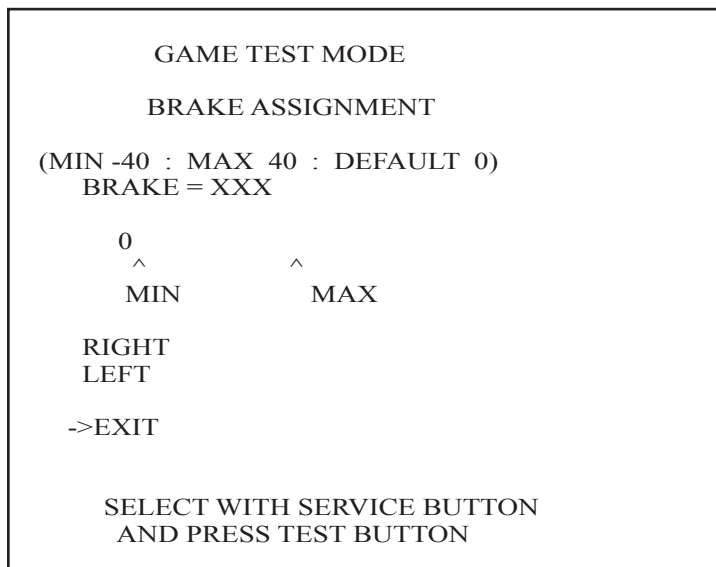 GAME TEST MODE
BRAKE ASSIGNMENT
(MIN -40 : MAX 40 : DEFAULT 0)
BRAKE = XXX
0
^ ^
MIN MAX
RIGHT
LEFT
->EXIT
SELECT WITH SERVICE BUTTON
AND PRESS TEST BUTTON